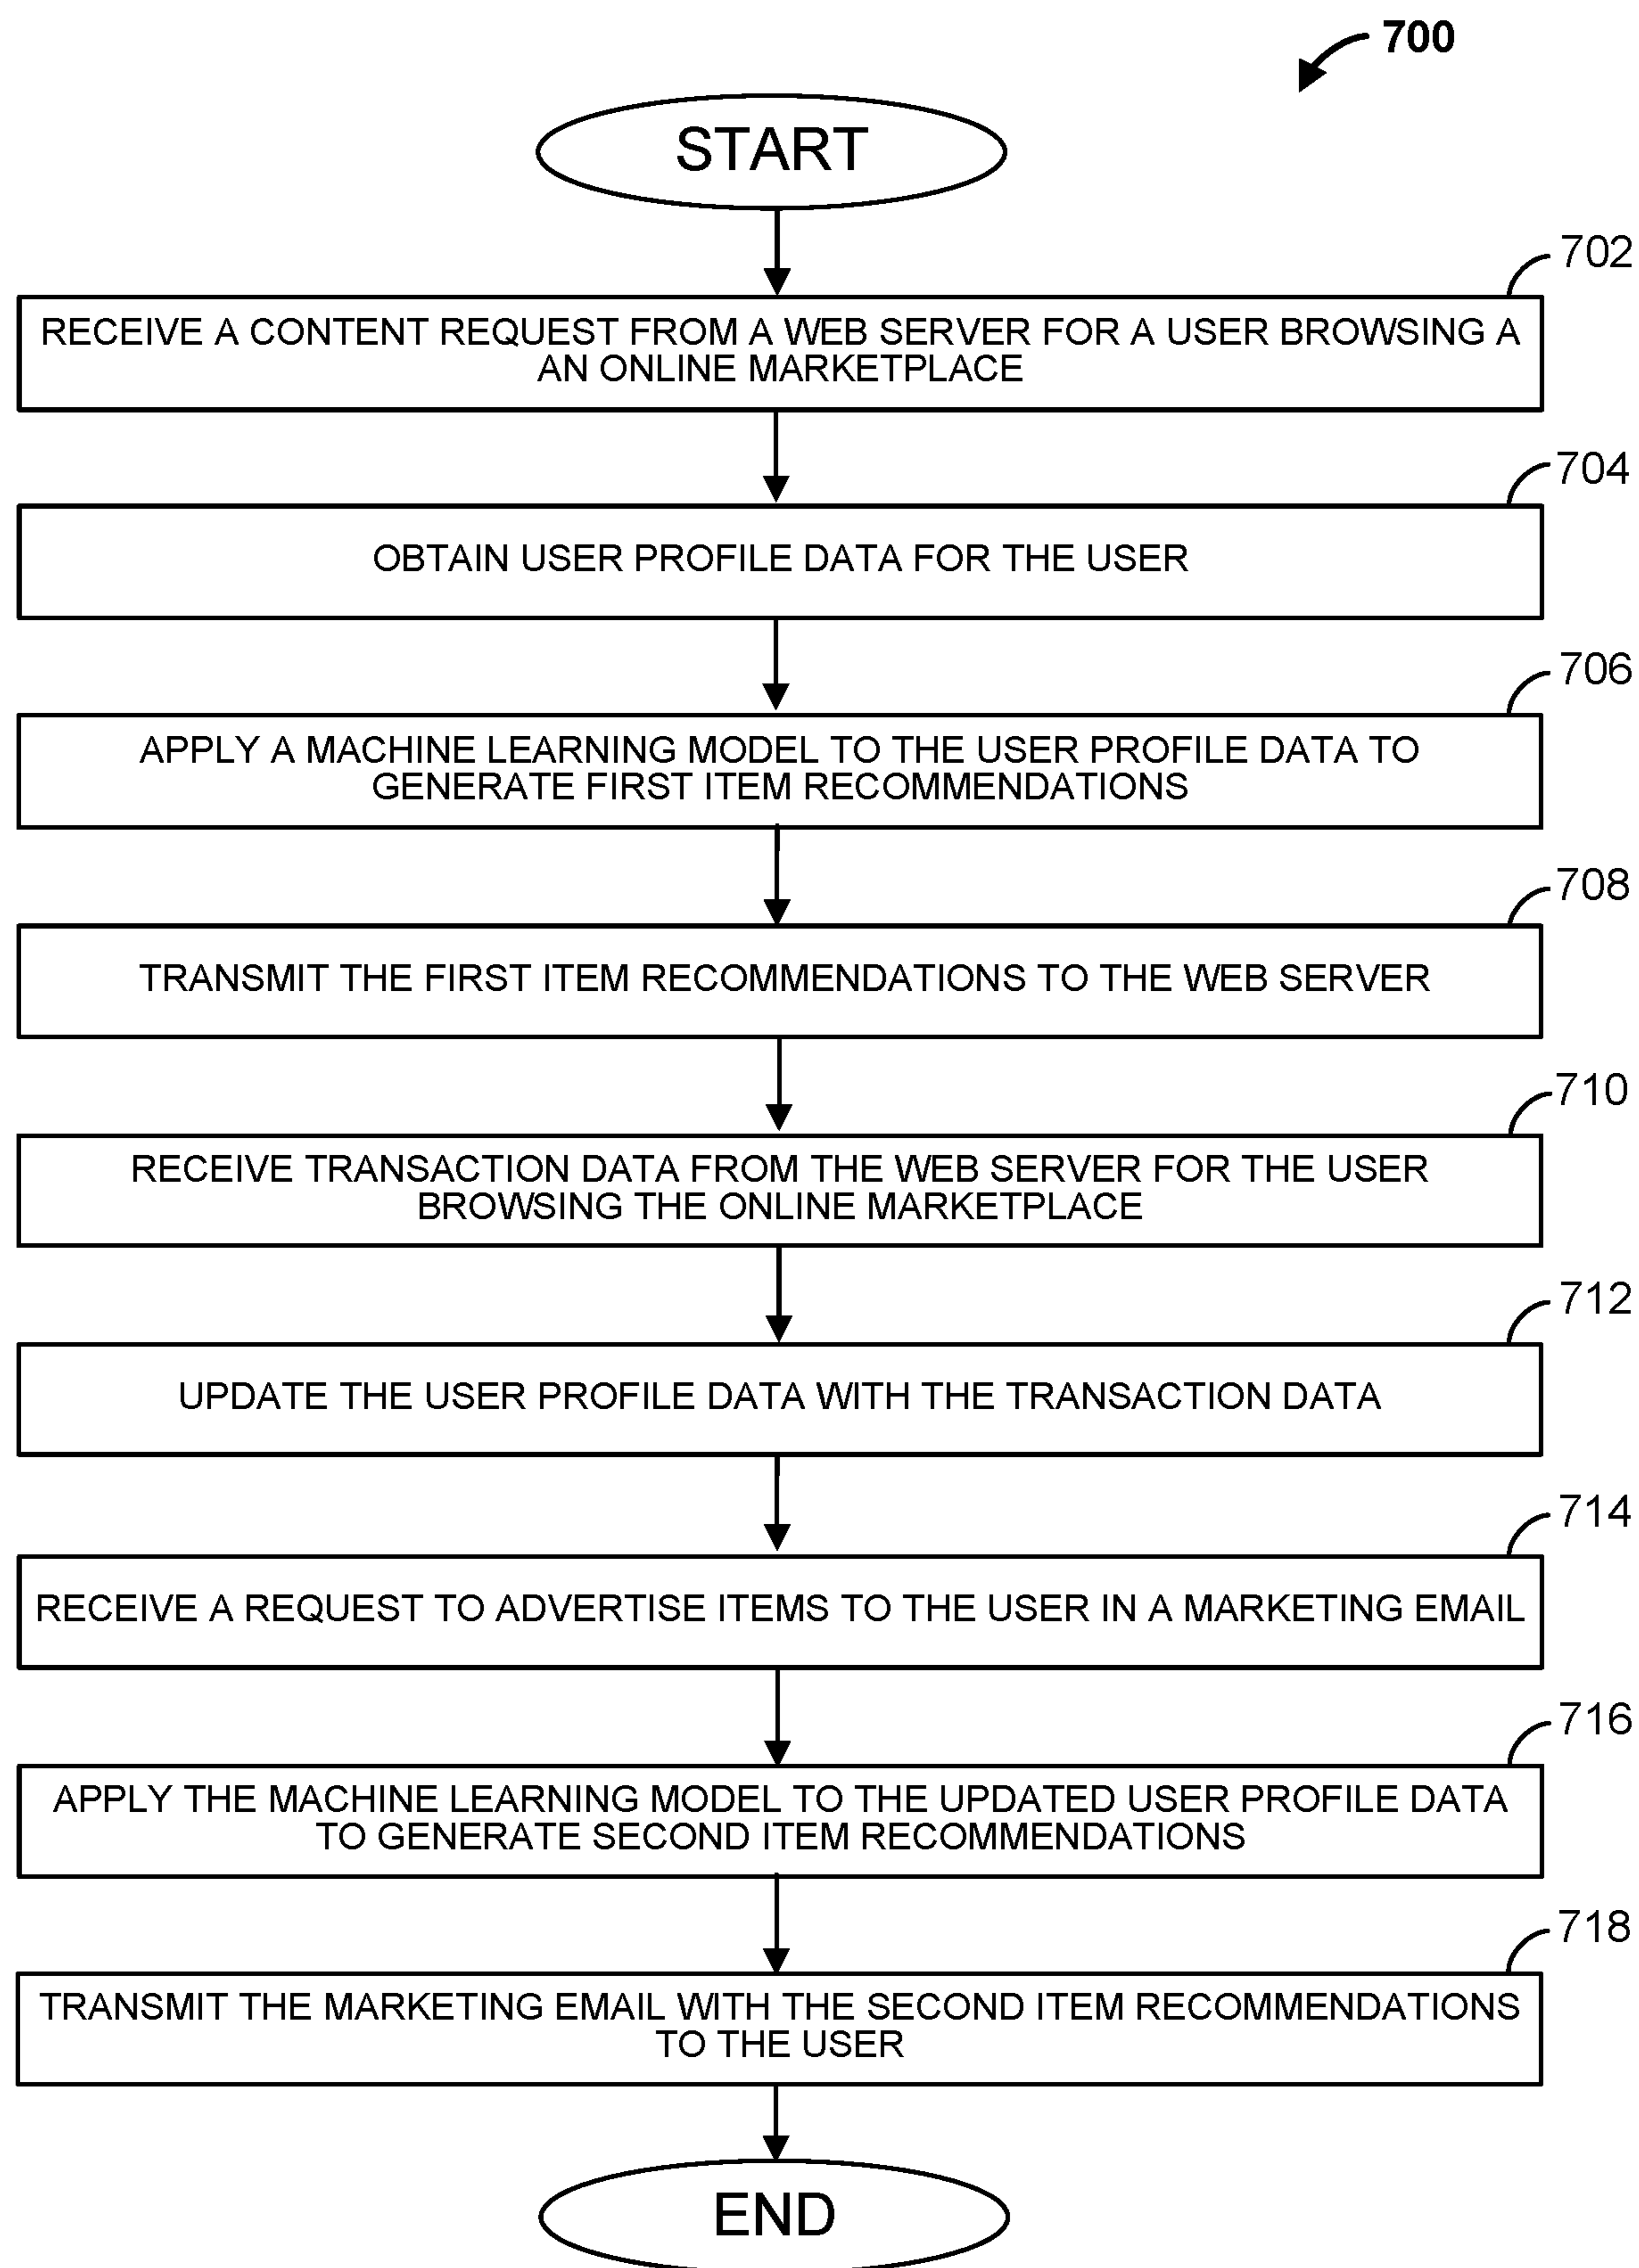 700
START
702
RECEIVE A CONTENT REQUEST FROM A WEB SERVER FOR A USER BROWSING A
AN ONLINE MARKETPLACE
704
OBTAIN USER PROFILE DATA FOR THE USER
706
APPLY A MACHINE LEARNING MODEL TO THE USER PROFILE DATA TO
GENERATE FIRST ITEM RECOMMENDATIONS
708
TRANSMIT THE FIRST ITEM RECOMMENDATIONS TO THE WEB SERVER
710
RECEIVE TRANSACTION DATA FROM THE WEB SERVER FOR THE USER
BROWSING THE ONLINE MARKETPLACE
712
UPDATE THE USER PROFILE DATA WITH THE TRANSACTION DATA
714
RECEIVE A REQUEST TO ADVERTISE ITEMS TO THE USER IN A MARKETING EMAIL
716
APPLY THE MACHINE LEARNING MODEL TO THE UPDATED USER PROFILE DATA
TO GENERATE SECOND ITEM RECOMMENDATIONS
718
TRANSMIT THE MARKETING EMAIL WITH THE SECOND ITEM RECOMMENDATIONS
TO THE USER
END